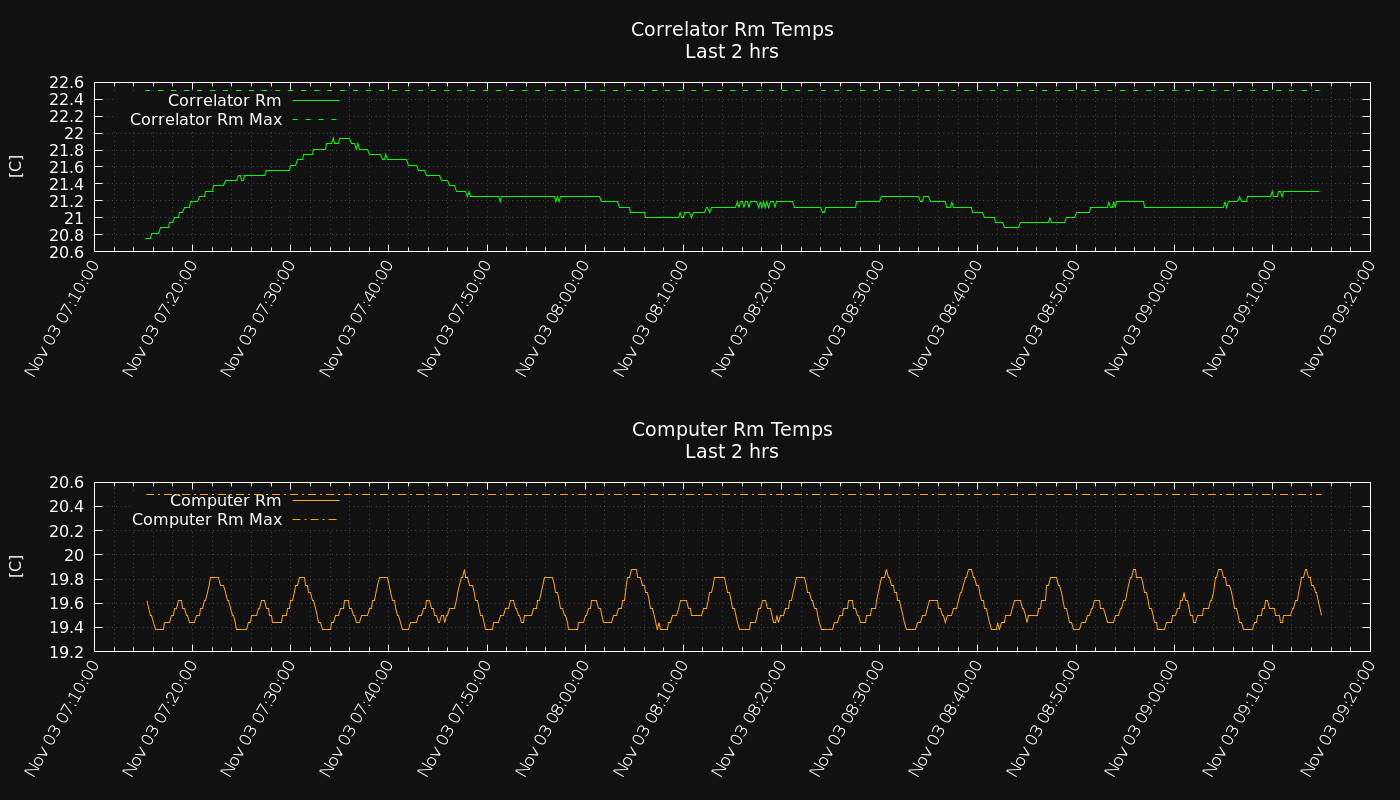 Correlator Rm Temps
Last 2 hrs
22.6
22.4
22.2
22
21.8
21.6
21.4
21.2
21
20.8
20.6
[C]
Correlator Rm
Correlator Rm Max
Nov 03 07:10:00
Nov 03 07:20:00
Nov 03 07:30:00
Nov 03 07:40:00
Nov 03 07:50:00
Nov 03 08:00:00
Nov 03 08:10:00
Nov 03 08:20:00
Nov 03 08:30:00
Nov 03 08:40:00
Nov 03 08:50:00
Nov 03 09:00:00
Nov 03 09:10:00
Nov 03 09:20:00
Computer Rm Temps
Last 2 hrs
20.6
20.4
20.2
20
19.8
19.6
19.4
19.2
[C]
Computer Rm
Computer Rm Max
Nov 03 07:10:00
Nov 03 07:20:00
Nov 03 07:30:00
Nov 03 07:40:00
Nov 03 07:50:00
Nov 03 08:00:00
Nov 03 08:10:00
Nov 03 08:20:00
Nov 03 08:30:00
Nov 03 08:40:00
Nov 03 08:50:00
Nov 03 09:00:00
Nov 03 09:10:00
Nov 03 09:20:00